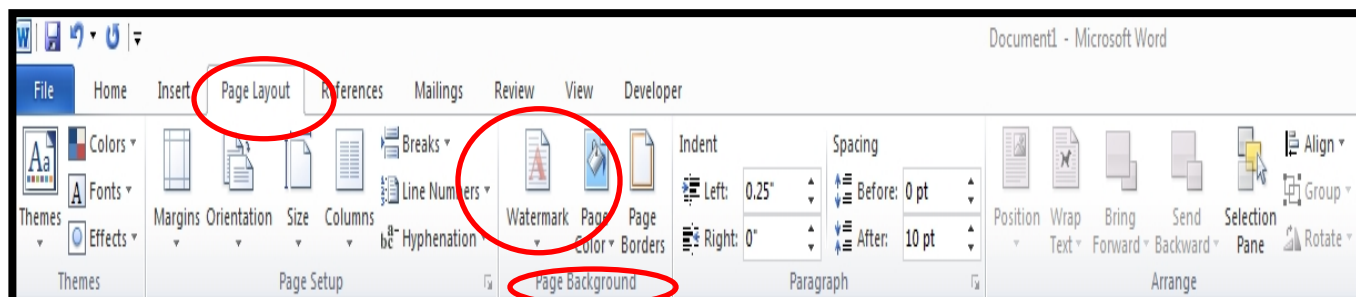 W
Document1 - Microsoft Word
File Home Insert Page Layout References Mailings Review View Developer
Aa Colors Breaks A Indent Spacing Align
A Fonts Line Numbers Left: 0.25" Before: 0 pt Group
Themes Effects Margins Orientation Size Columns bc a- Hyphenation Watermark Page Color Page Borders Right: 0" After: 10 pt Position Wrap Text Bring Forward Send Backward Selection Pane Rotate
Themes Page Setup Page Background Paragraph Arrange